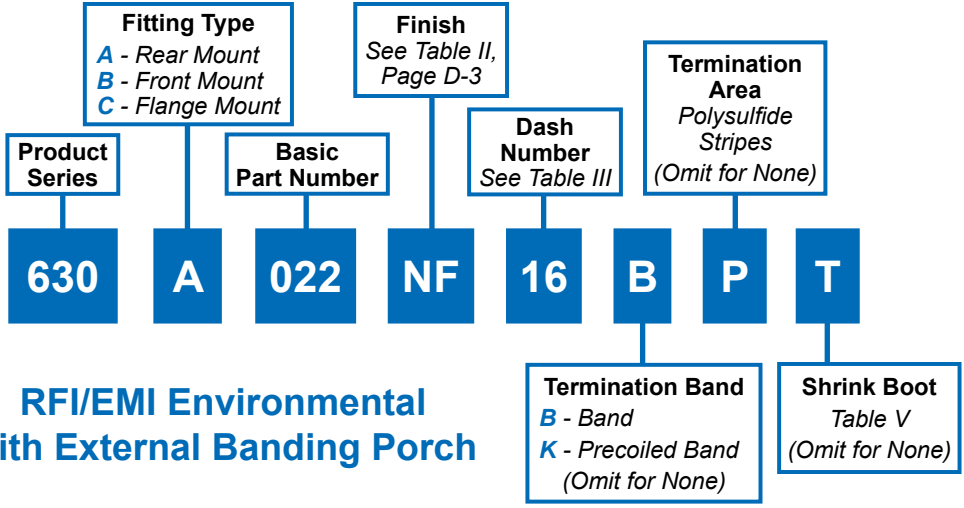 Fitting Type
A - Rear Mount
B - Front Mount
C - Flange Mount
Finish
See Table II,
Page D-3
Termination
Area
Polysulfide
Stripes
(Omit for None)
Product
Series
Basic
Part Number
Dash
Number
See Table III
630 A 022 NF 16 B P T
RFI/EMI Environmental
ith External Banding Porch
Termination Band
B - Band
K - Precoiled Band
(Omit for None)
Shrink Boot
Table V
(Omit for None)